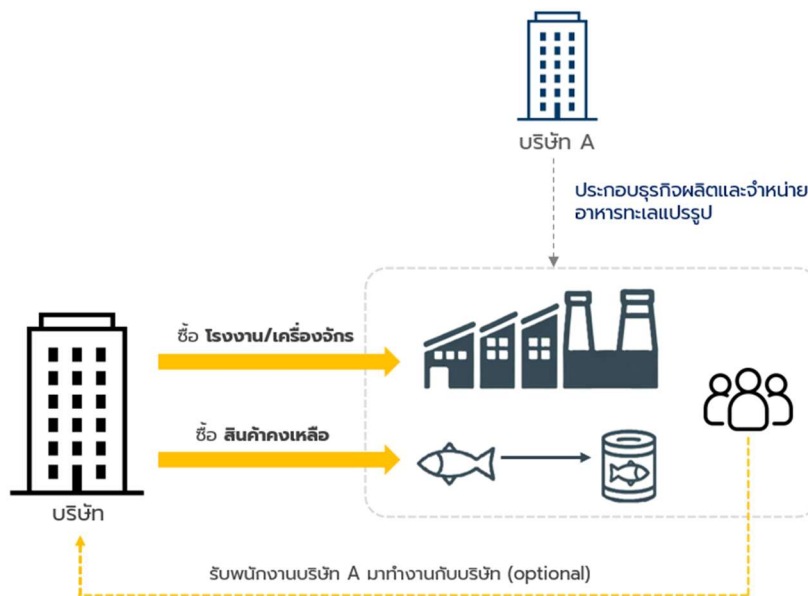 บริษัท A
ประกอบธุรกิจผลิตและจำหน่าย
อาหารทะเลแปรรูป
ซื้อ โรงงาน/เครื่องจักร
ซื้อ สินค้าคงเหลือ
บริษัท
รับพนักงานบริษัท A มาทำงานกับบริษัท (optional)